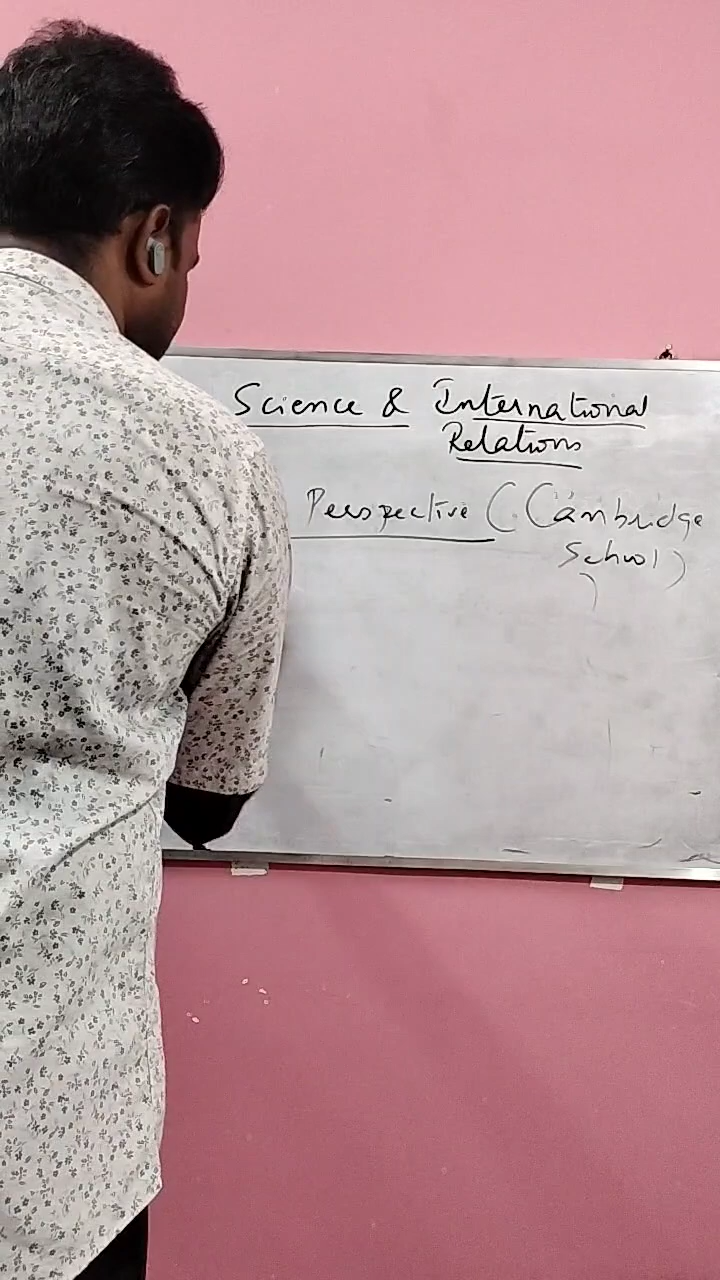 Science & International
Relations
Perspective (Cambridge
School)